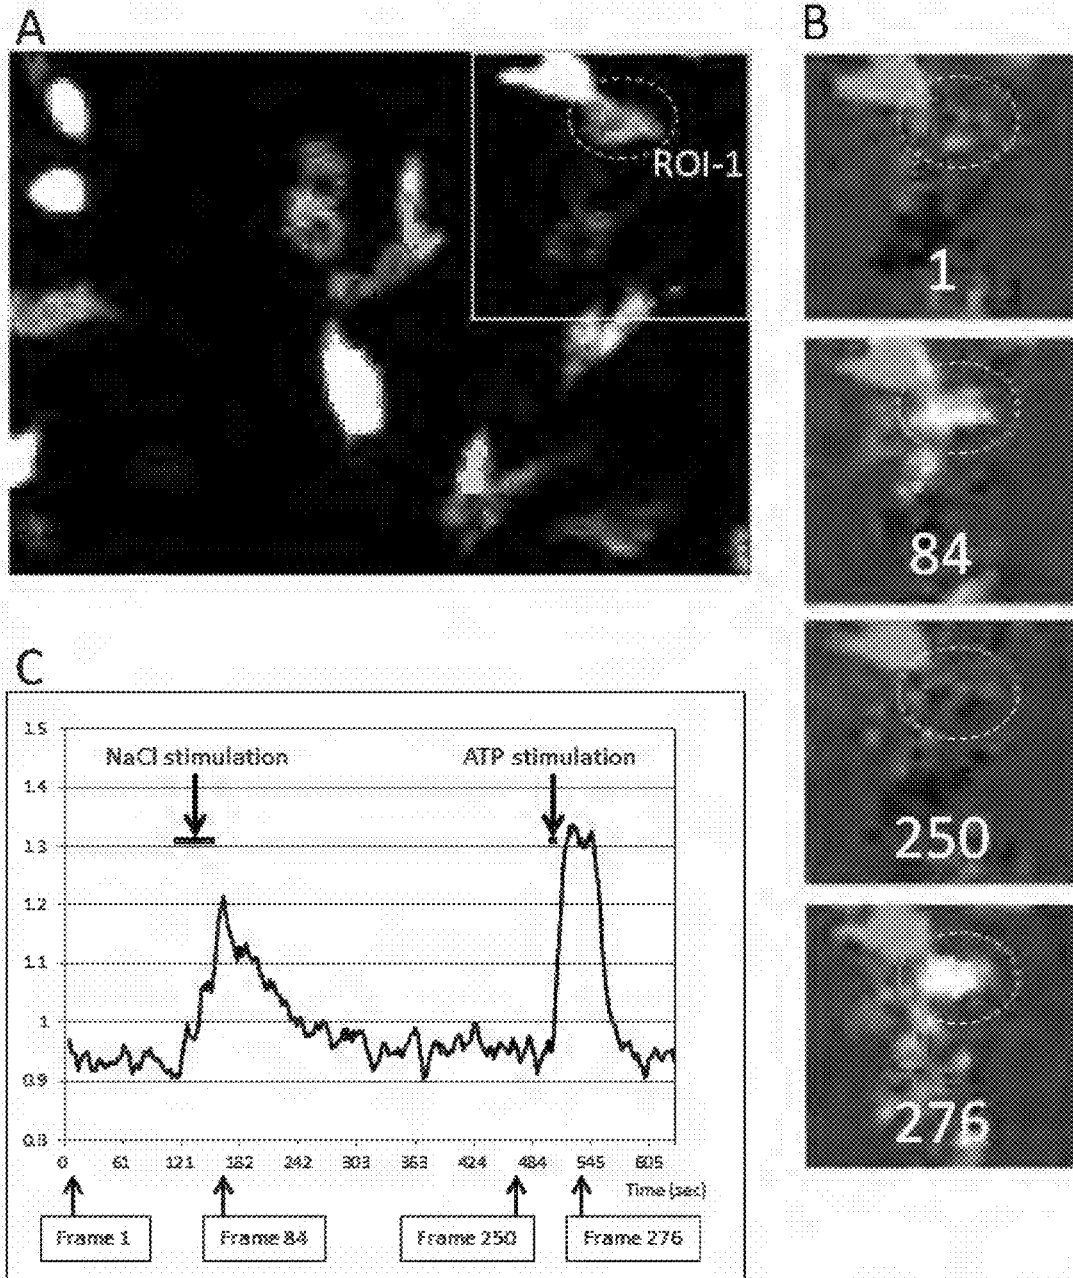 A
ROI-1
B
1
84
250
276
C
1.5
1.4
1.3
1.2
1.1
1
0.9
0.8
NaCl stimulation
ATP stimulation
0 61 121 182 242 303 363 424 484 545 605
Time (sec)
Frame 1
Frame 84
Frame 250
Frame 276